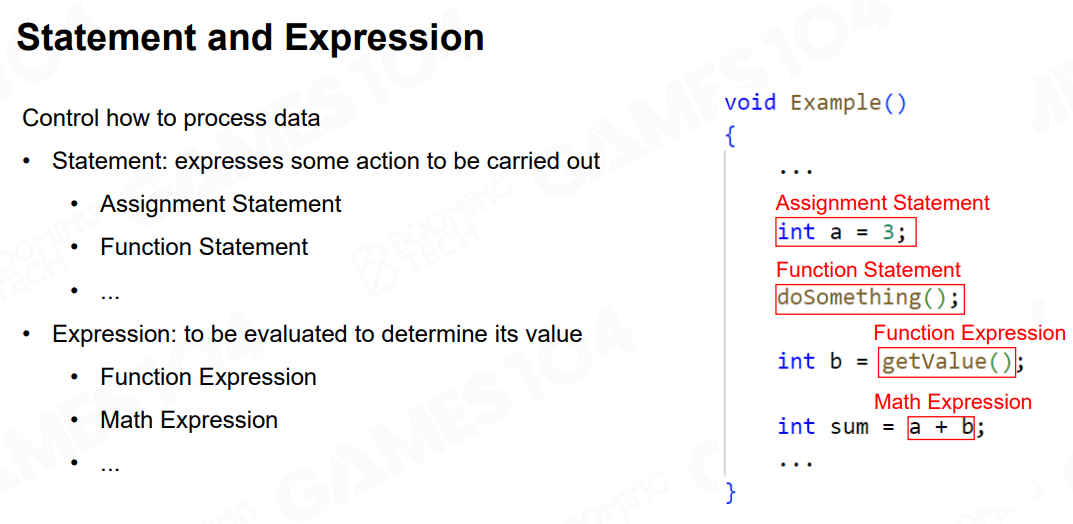 Statement and Expression
Control how to process data
• Statement: expresses some action to be carried out
• Assignment Statement
• Function Statement
• ...
• Expression: to be evaluated to determine its value
• Function Expression
• Math Expression
• ...
void Example()
{
...
Assignment Statement
int a = 3;
Function Statement
doSomething();
Function Expression
int b = getValue();
Math Expression
int sum = a + b;
...
}
GAMES104
BOOMING
TECH